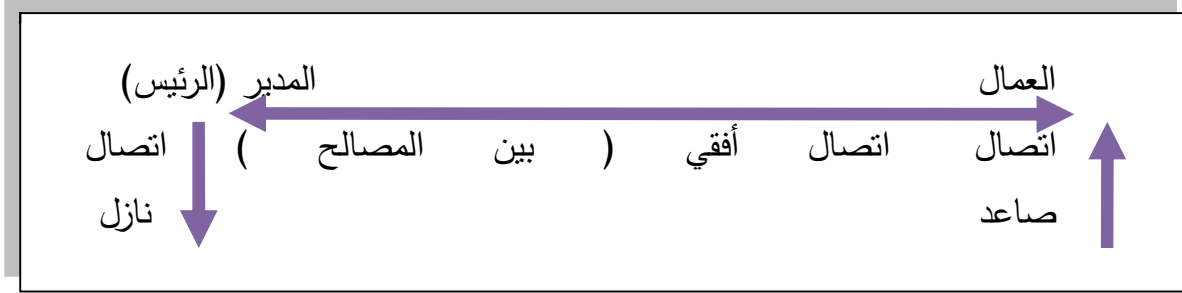 العمال المدير (الرئيس)
اتصال اتصال أفقي ( بين المصالح ) اتصال
صاعد نازل